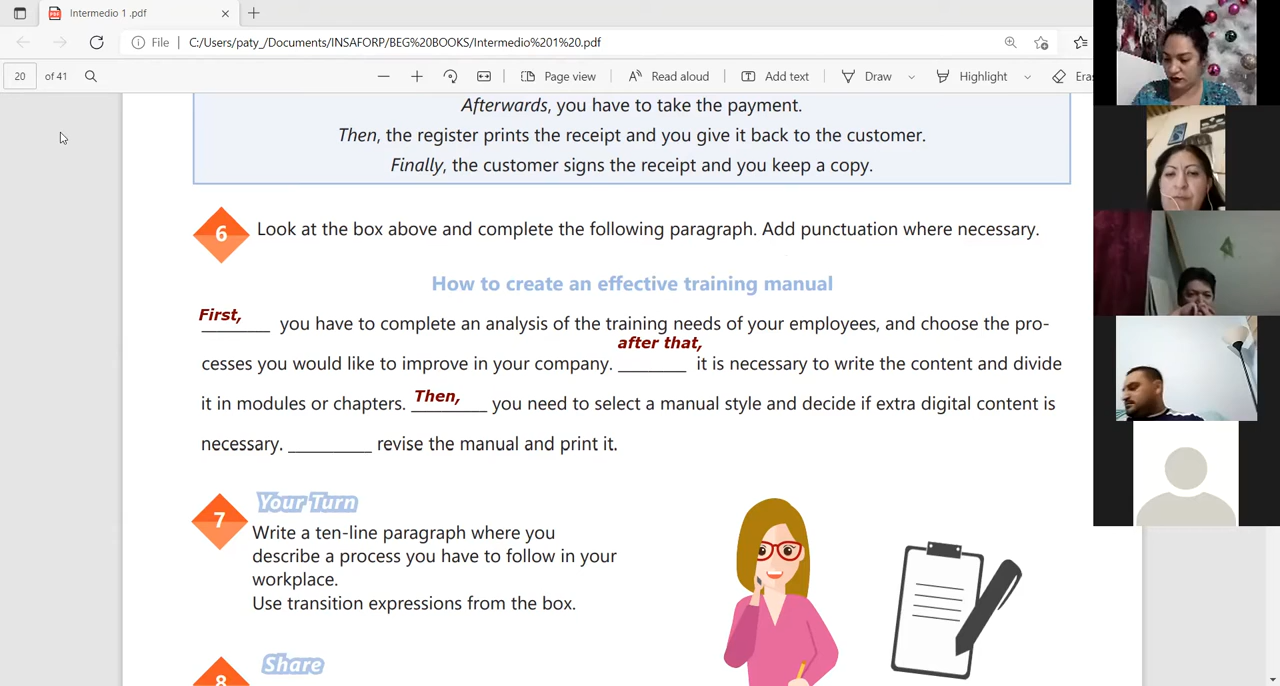 Intermedio 1 .pdf
File C:/Users/paty_/Documents/INSAFORP/BEG%20BOOKS/Intermedio%201%20.pdf
20 of 41 Page view Read aloud Add text Draw Highlight Eras
Afterwards, you have to take the payment.
Then, the register prints the receipt and you give it back to the customer.
Finally, the customer signs the receipt and you keep a copy.
6 Look at the box above and complete the following paragraph. Add punctuation where necessary.
How to create an effective training manual
First,
________ you have to complete an analysis of the training needs of your employees, and choose the pro-
after that,
cesses you would like to improve in your company. ________ it is necessary to write the content and divide
Then,
it in modules or chapters. _________ you need to select a manual style and decide if extra digital content is
necessary. __________ revise the manual and print it.
7 Your Turn
Write a ten-line paragraph where you
describe a process you have to follow in your
workplace.
Use transition expressions from the box.
8 Share